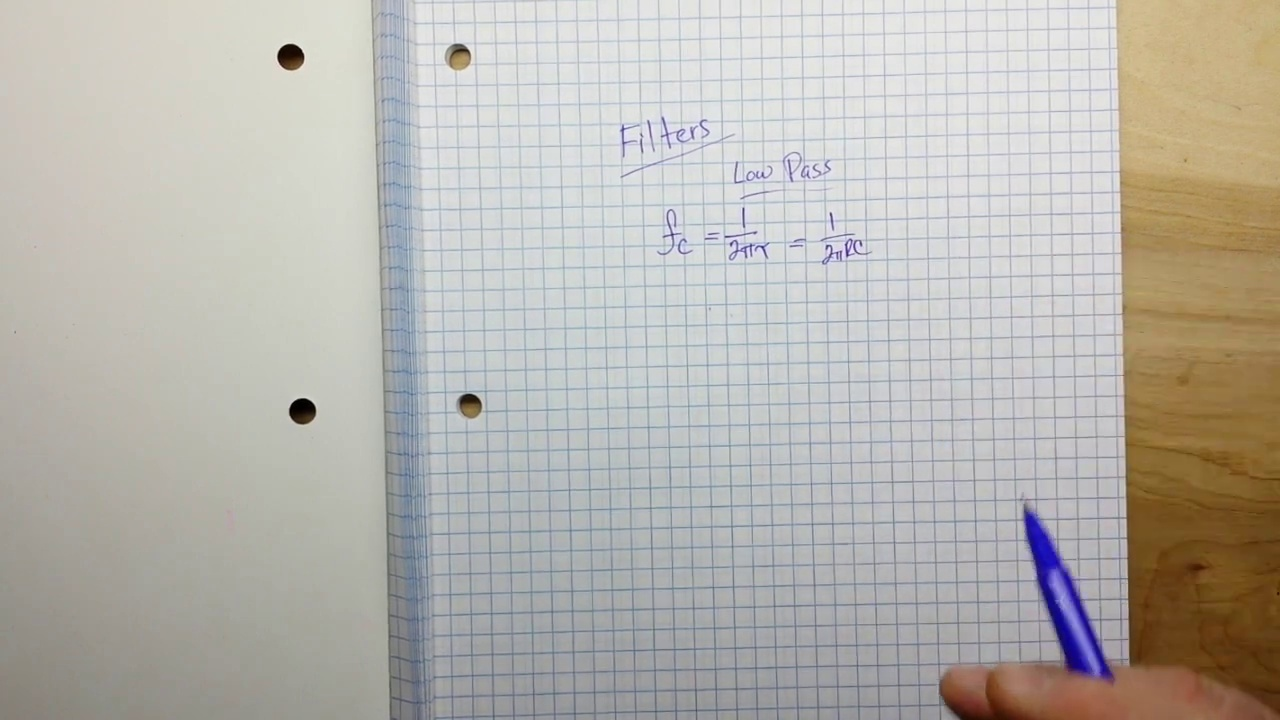 Filters
Low Pass
fc = 1/2πτ = 1/2πRC